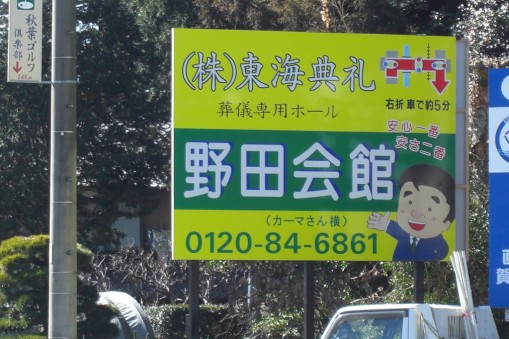 秋葉ゴルフ
倶楽部
(株)東海典礼
右折 車で約5分
葬儀専用ホール
安心一番
安さ二番
野田会館
(カーマさん横)
0120-84-6861